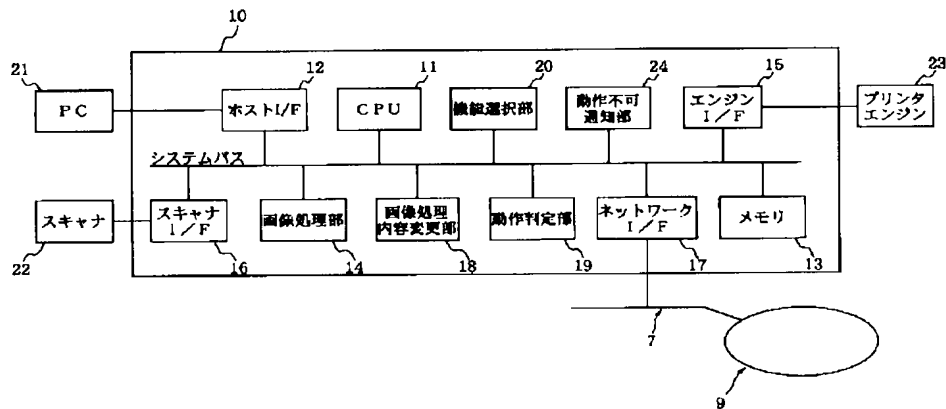 10
21
12
11
20
24
15
23
PC
ホストI/F
CPU
機能選択部
動作不可
通知部
エンジン
I/F
プリンタ
エンジン
システムバス
スキャナ
スキャナ
I/F
画像処理部
画像処理
内容変更部
動作判定部
ネットワーク
I/F
メモリ
22
16
14
18
19
17
13
7
9